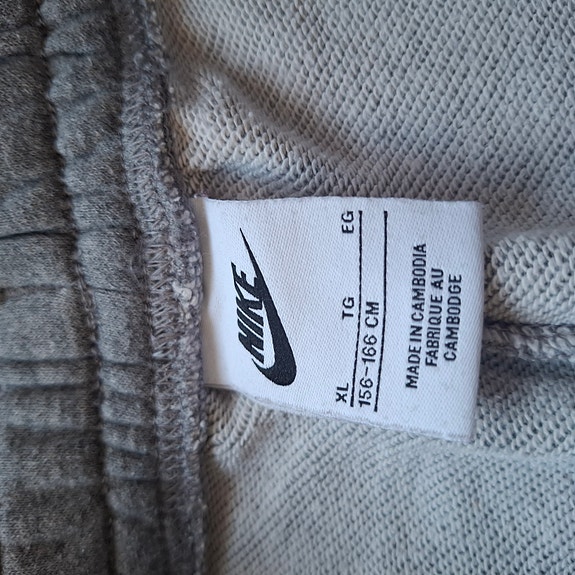 NIKE
XL TG EG
156-166 CM
MADE IN CAMBODIA
FABRIQUE AU
CAMBODGE